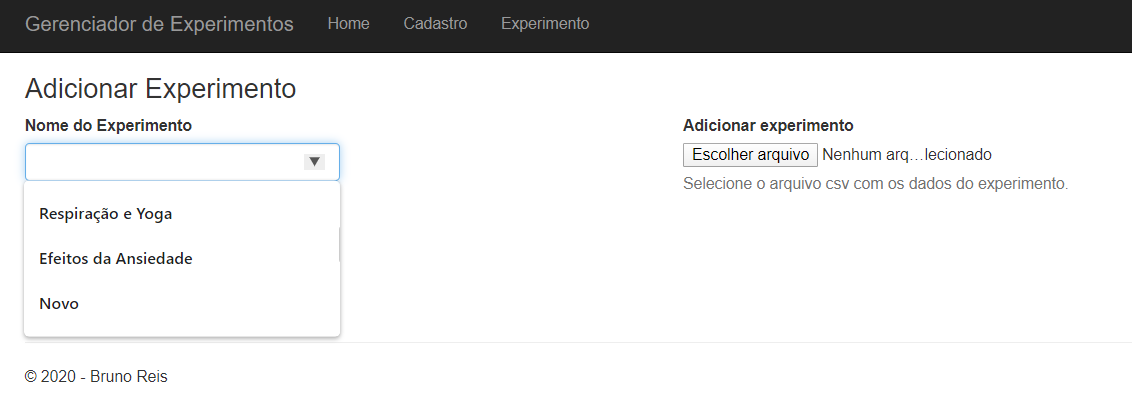 Gerenciador de Experimentos Home Cadastro Experimento
Adicionar Experimento
Nome do Experimento
Respiração e Yoga
Efeitos da Ansiedade
Novo
Adicionar experimento
Escolher arquivo Nenhum arq...lecionado
Selecione o arquivo csv com os dados do experimento.
© 2020 - Bruno Reis